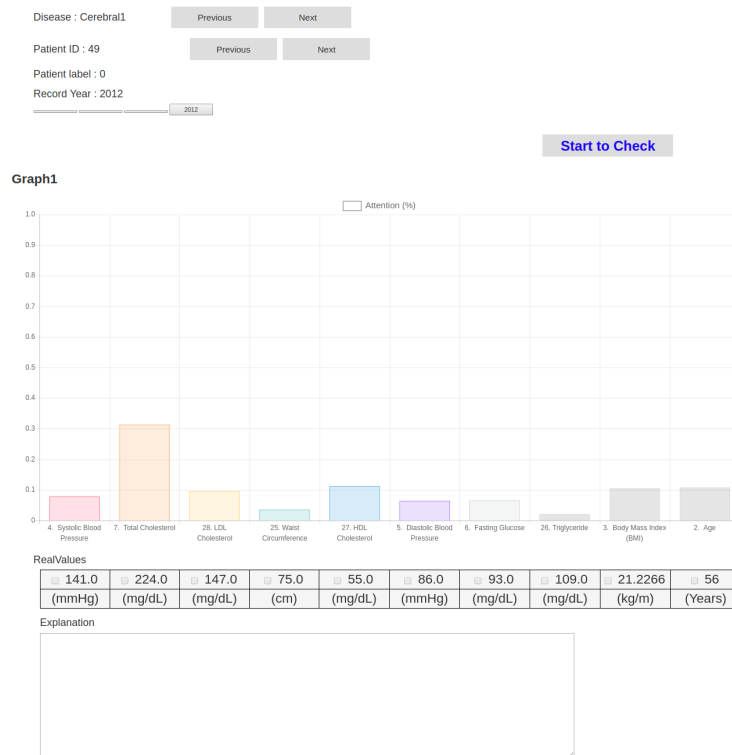 Disease : Cerebral1 Previous Next
Patient ID : 49 Previous Next
Patient label : 0
Record Year : 2012
2012
Start to Check
Graph1
Attention (%)
1.0
0.9
0.8
0.7
0.6
0.5
0.4
0.3
0.2
0.1
0
4. Systolic Blood Pressure
7. Total Cholesterol
28. LDL Cholesterol
25. Waist Circumference
27. HDL Cholesterol
5. Diastolic Blood Pressure
6. Fasting Glucose
26. Triglyceride
3. Body Mass Index (BMI)
2. Age
RealValues
141.0 224.0 147.0 75.0 55.0 86.0 93.0 109.0 21.2266 56
(mmHg) (mg/dL) (mg/dL) (cm) (mg/dL) (mmHg) (mg/dL) (mg/dL) (kg/m) (Years)
Explanation